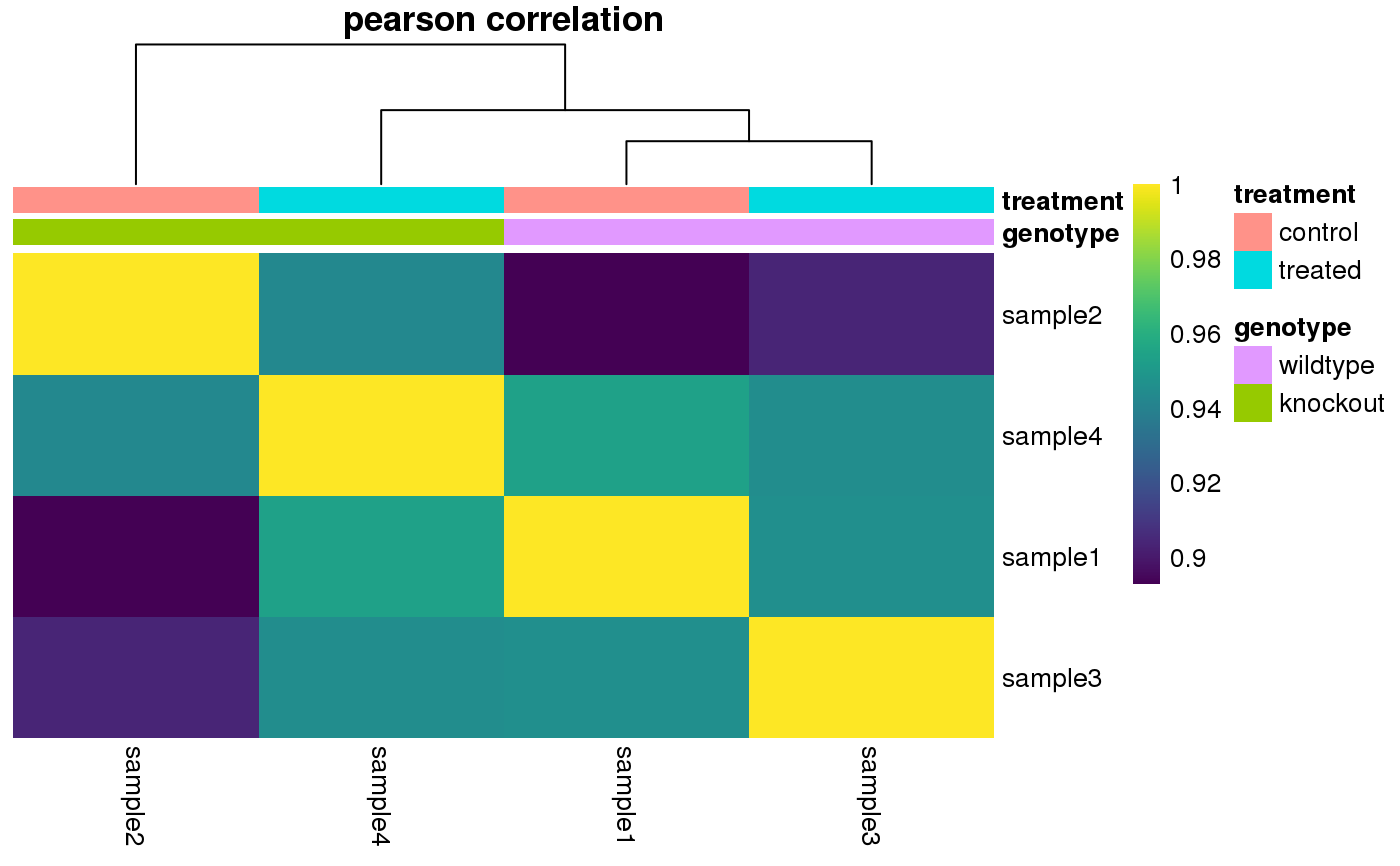 pearson correlation
treatment
genotype
sample2
sample4
sample1
sample3
sample2
sample4
sample1
sample3
1
0.98
0.96
0.94
0.92
0.9
treatment
control
treated
genotype
wildtype
knockout